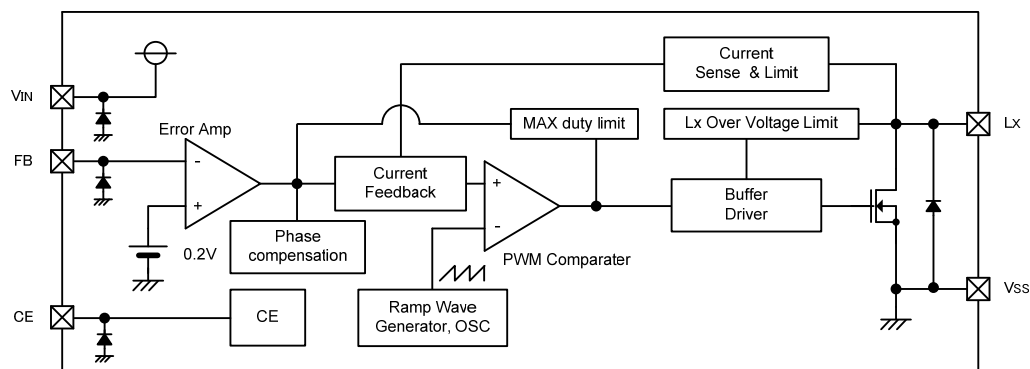 Current
Sense & Limit
VIN
Error Amp
MAX duty limit
Lx Over Voltage Limit
Lx
FB
-
+
Current
Feedback
+
-
Buffer
Driver
0.2V
Phase
compensation
PWM Comparater
VSS
CE
CE
Ramp Wave
Generator, OSC